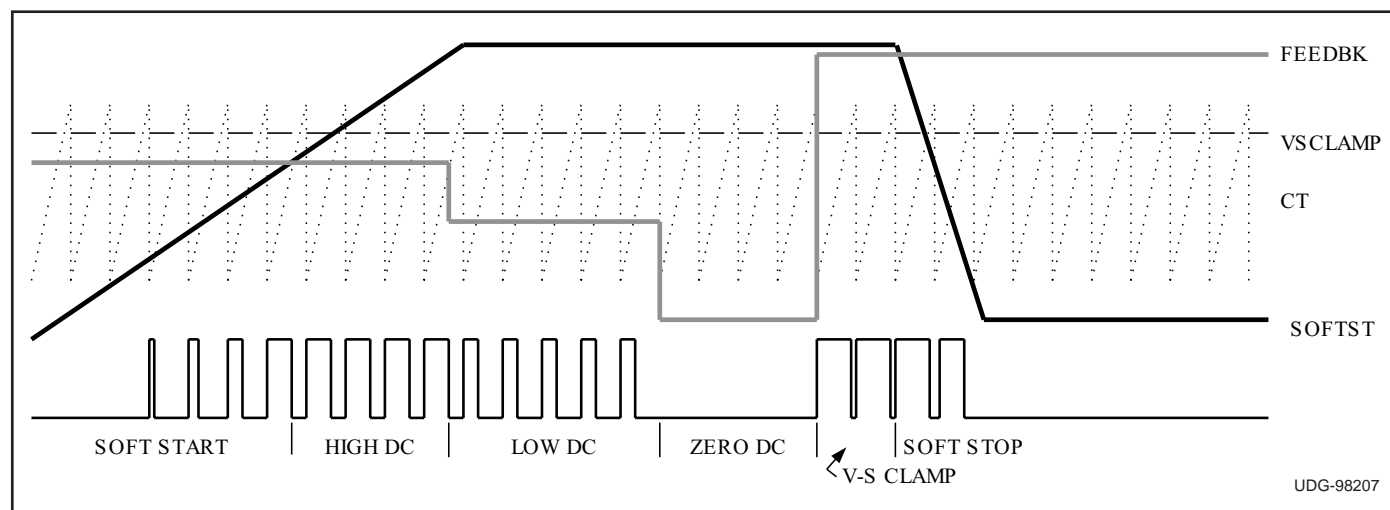 FEEDBK
VSCLAMP
CT
SOFTST
SOFT START
HIGH DC
LOW DC
ZERO DC
SOFT STOP
V-S CLAMP
UDG-98207